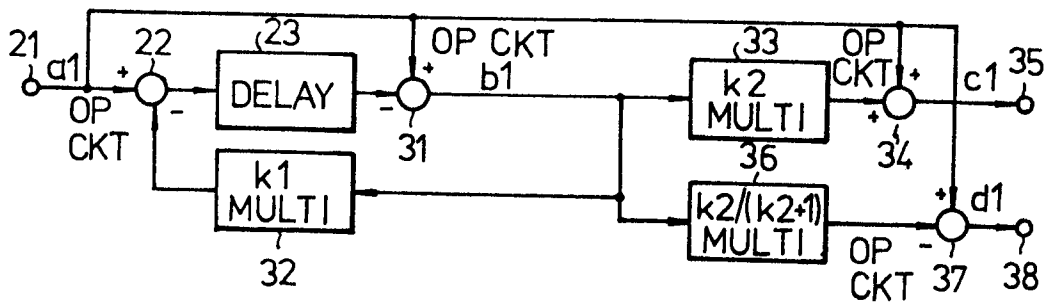 21
a1
+
22
-
OP
CKT
23
DELAY
-
+
OP CKT
b1
31
k1
MULTI
32
33
k2
MULTI
OP
CKT
+
+
34
c1
35
36
k2/(k2+1)
MULTI
OP
CKT
+
-
37
d1
38